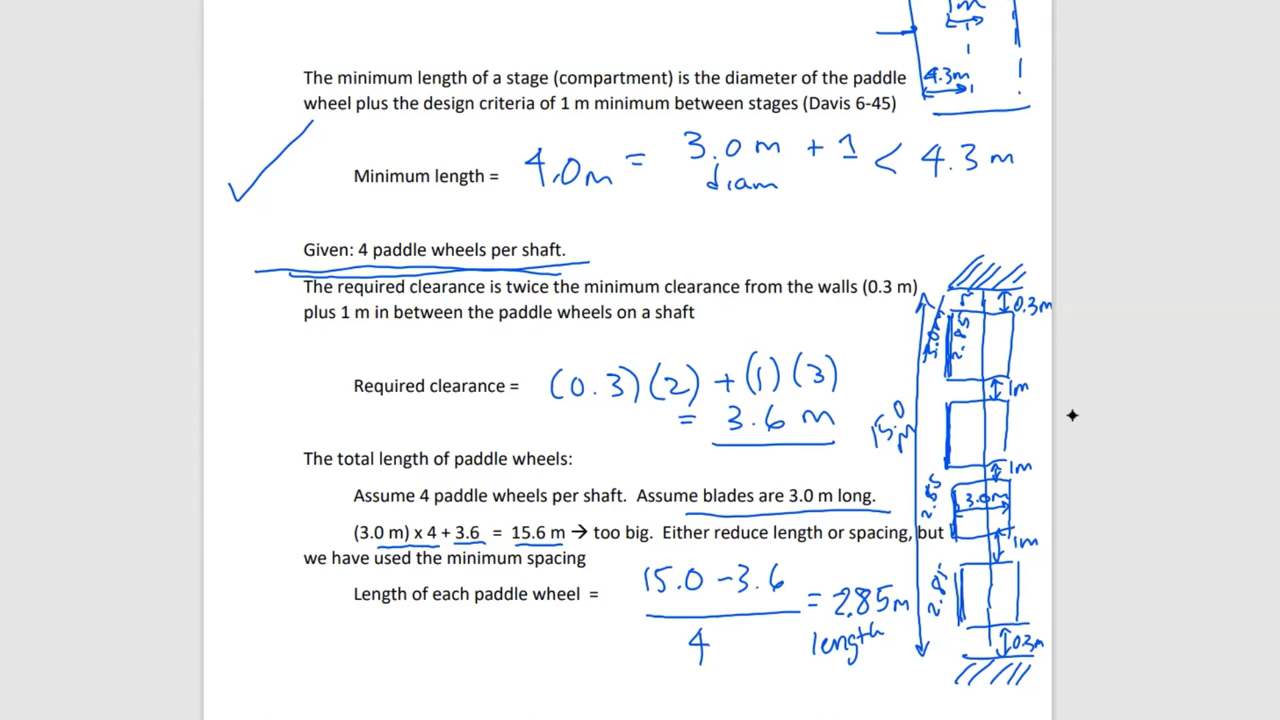 1m
4.3m
The minimum length of a stage (compartment) is the diameter of the paddle
wheel plus the design criteria of 1 m minimum between stages (Davis 6-45)
Minimum length = 4.0m = 3.0 m + 1 < 4.3 m
diam
Given: 4 paddle wheels per shaft.
The required clearance is twice the minimum clearance from the walls (0.3 m)
plus 1 m in between the paddle wheels on a shaft
Required clearance = (0.3)(2) + (1)(3)
= 3.6 m
The total length of paddle wheels:
Assume 4 paddle wheels per shaft. Assume blades are 3.0 m long.
(3.0 m) x 4 + 3.6 = 15.6 m → too big. Either reduce length or spacing, but
we have used the minimum spacing
Length of each paddle wheel = 15.0 - 3.6
4
= 2.85m
length
0.3m
2.85
1m
15.0
m
1m
2.85
3.0m
1m
2.85
0.3m